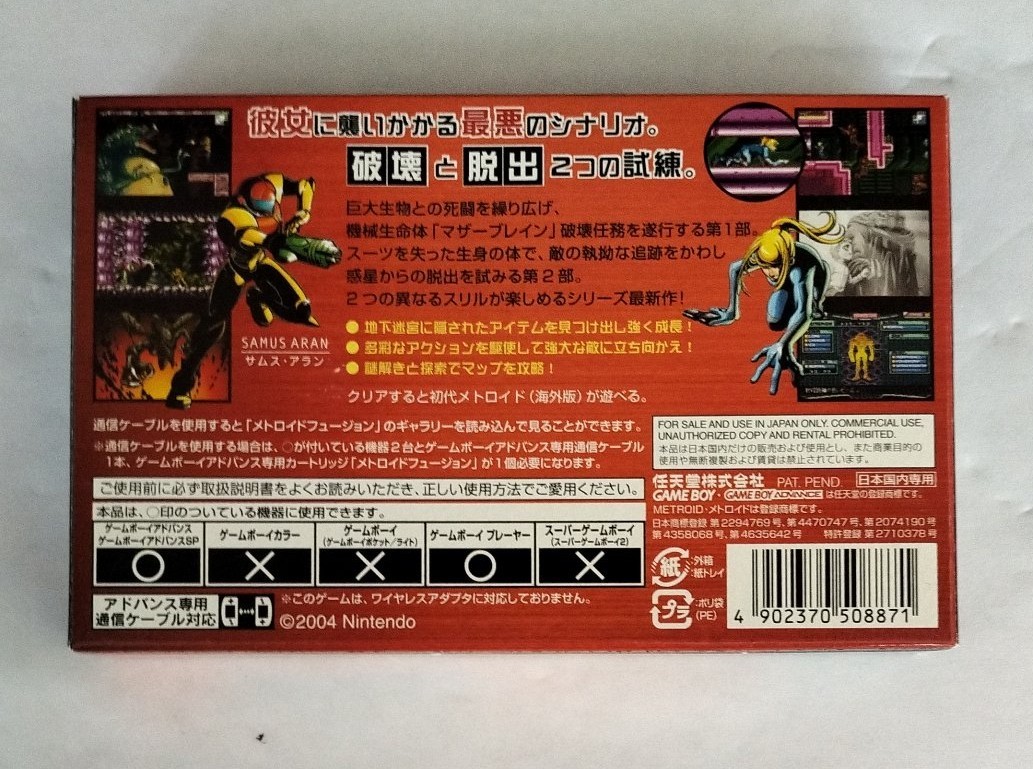 彼女に襲いかかる最悪のシナリオ。
破壊と脱出 2つの試練。
巨大生物との死闘を繰り広げ、
機械生命体「マザーブレイン」破壊任務を遂行する第1部。
スーツを失った生身の体で、敵の執拗な追跡をかわし
惑星からの脱出を試みる第2部。
2つの異なるスリルが楽しめるシリーズ最新作!
● 地下迷宮に隠されたアイテムを見つけ出し強く成長!
● 多彩なアクションを駆使して強大な敵に立ち向かえ!
● 謎解きと探索でマップを攻略!
クリアすると初代メトロイド(海外版)が遊べる。
SAMUS ARAN
サムス・アラン
通信ケーブルを使用すると「メトロイドフュージョン」のギャラリーを読み込んで見ることができます。
※通信ケーブルを使用する場合は、○が付いている機器2台とゲームボーイアドバンス専用通信ケーブル
1本、ゲームボーイアドバンス専用カートリッジ「メトロイドフュージョン」が1個必要になります。
ご使用前に必ず取扱説明書をよくお読みいただき、正しい使用方法でご愛用ください。
本品は、○印のついている機器に使用できます。
ゲームボーイアドバンス
ゲームボーイアドバンスSP
○
ゲームボーイカラー
×
ゲームボーイ
(ゲームボーイポケット/ライト)
×
ゲームボーイ プレーヤー
○
スーパーゲームボーイ
(スーパーゲームボーイ2)
×
アドバンス専用
通信ケーブル対応
※このゲームは、ワイヤレスアダプタに対応しておりません。
©2004 Nintendo
FOR SALE AND USE IN JAPAN ONLY. COMMERCIAL USE,
UNAUTHORIZED COPY AND RENTAL PROHIBITED.
本品は日本国内だけの販売および使用とし、また商業目的の
使用や無断複製および賃貸は禁止されています。
任天堂株式会社 PAT. PEND. 日本国内専用
GAME BOY・GAME BOY ADVANCE は任天堂の登録商標です。
METROID・メトロイドは登録商標です。
日本商標登録 第2294769号、第4470747号、第2074190号
第4358068号、第4635642号 特許登録 第2710378号
紙
外箱
:紙トレイ
プラ
:ポリ袋
(PE)
4 902370 508871